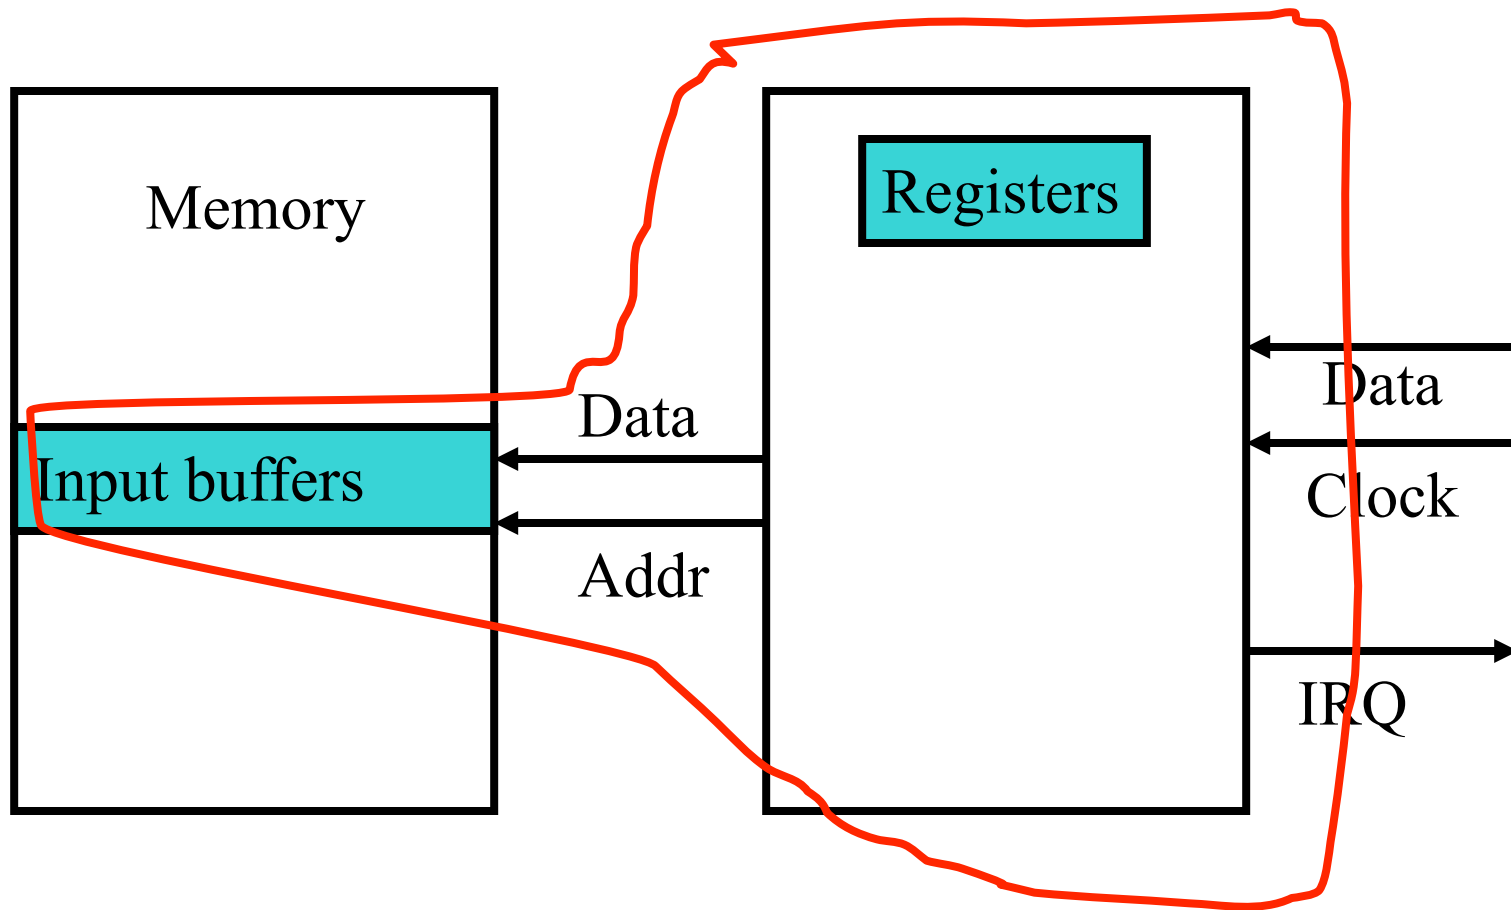 Memory
Registers
Data
Data
Input buffers
Clock
Addr
IRQ